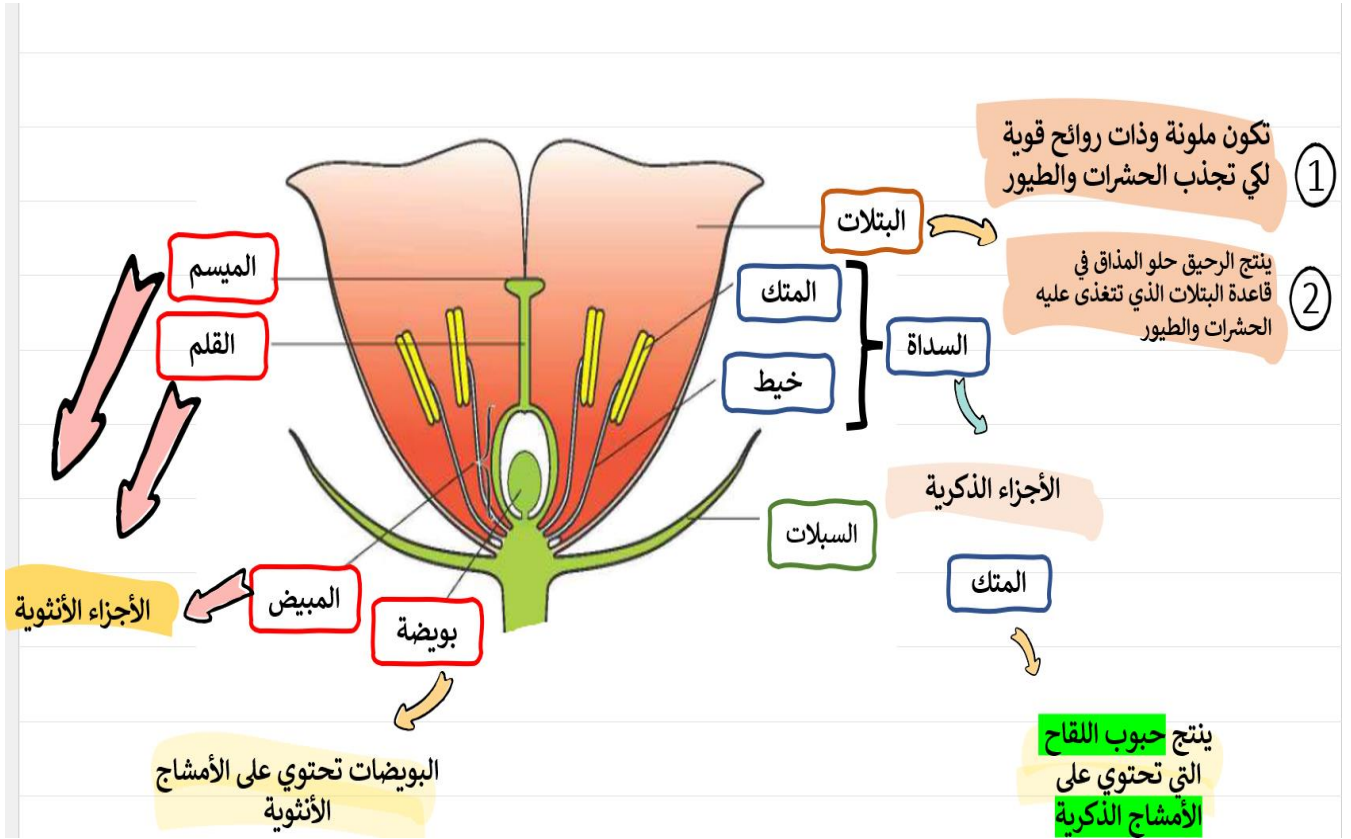 تكون ملونة وذات روائح قوية
لكي تجذب الحشرات والطيور
1
البتلات
ينتج الرحيق حلو المذاق في
قاعدة البتلات الذي تتغذى عليه
الحشرات والطيور
2
الميسم
المتك
القلم
السداة
خيط
الأجزاء الذكرية
السبلات
المتك
المبيض
الأجزاء الأنثوية
بويضة
ينتج حبوب اللقاح
التي تحتوي على
الأمشاج الذكرية
البويضات تحتوي على الأمشاج
الأنثوية